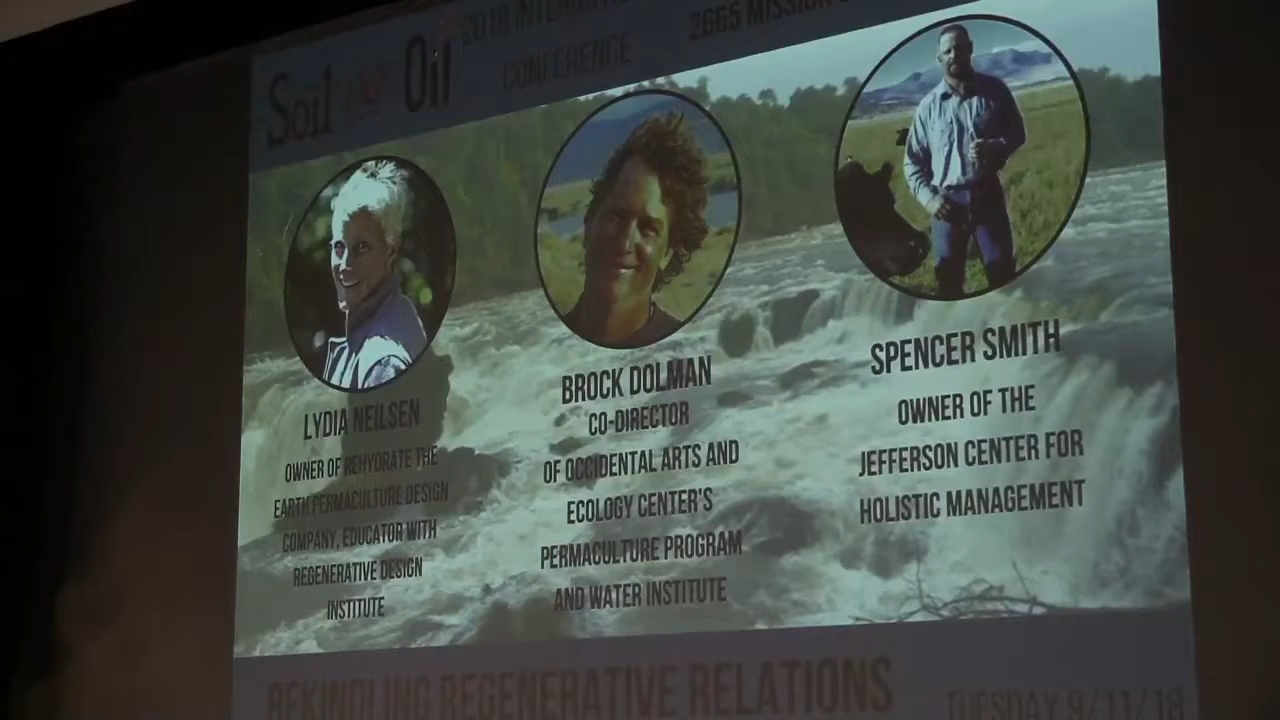 Soil NOT Oil
2018 INTERNATIONAL
CONFERENCE
2665 MISSION
LYDIA NEILSEN
OWNER OF REHYDRATE THE
EARTH PERMACULTURE DESIGN
COMPANY, EDUCATOR WITH
REGENERATIVE DESIGN
INSTITUTE
BROCK DOLMAN
CO-DIRECTOR
OF OCCIDENTAL ARTS AND
ECOLOGY CENTER'S
PERMACULTURE PROGRAM
AND WATER INSTITUTE
SPENCER SMITH
OWNER OF THE
JEFFERSON CENTER FOR
HOLISTIC MANAGEMENT
REKINDLING REGENERATIVE RELATIONS
TUESDAY 9/11/18